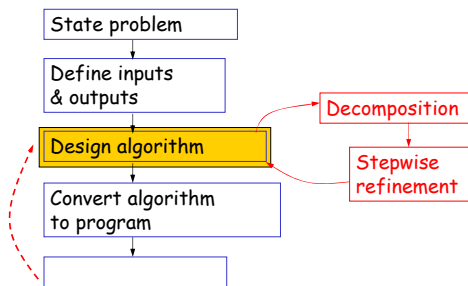 State problem
Define inputs
& outputs
Design algorithm
Convert algorithm
to program
Decomposition
Stepwise
refinement